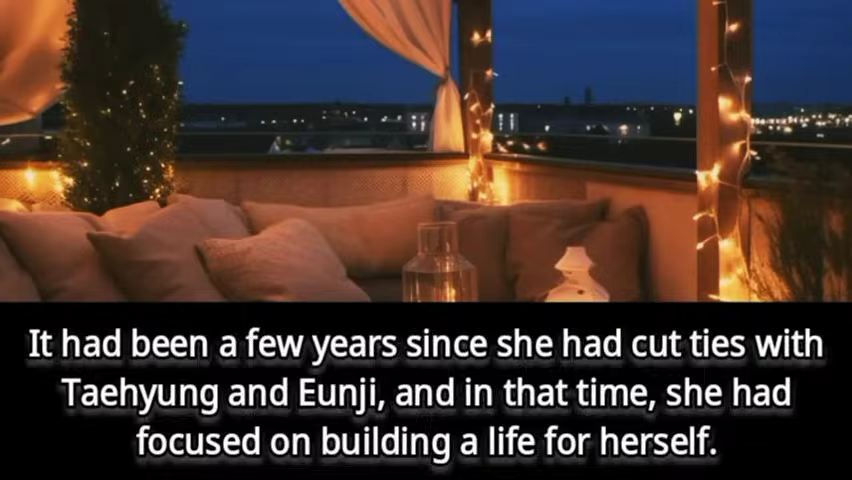 It had been a few years since she had cut ties with
Taehyung and Eunji, and in that time, she had
focused on building a life for herself.